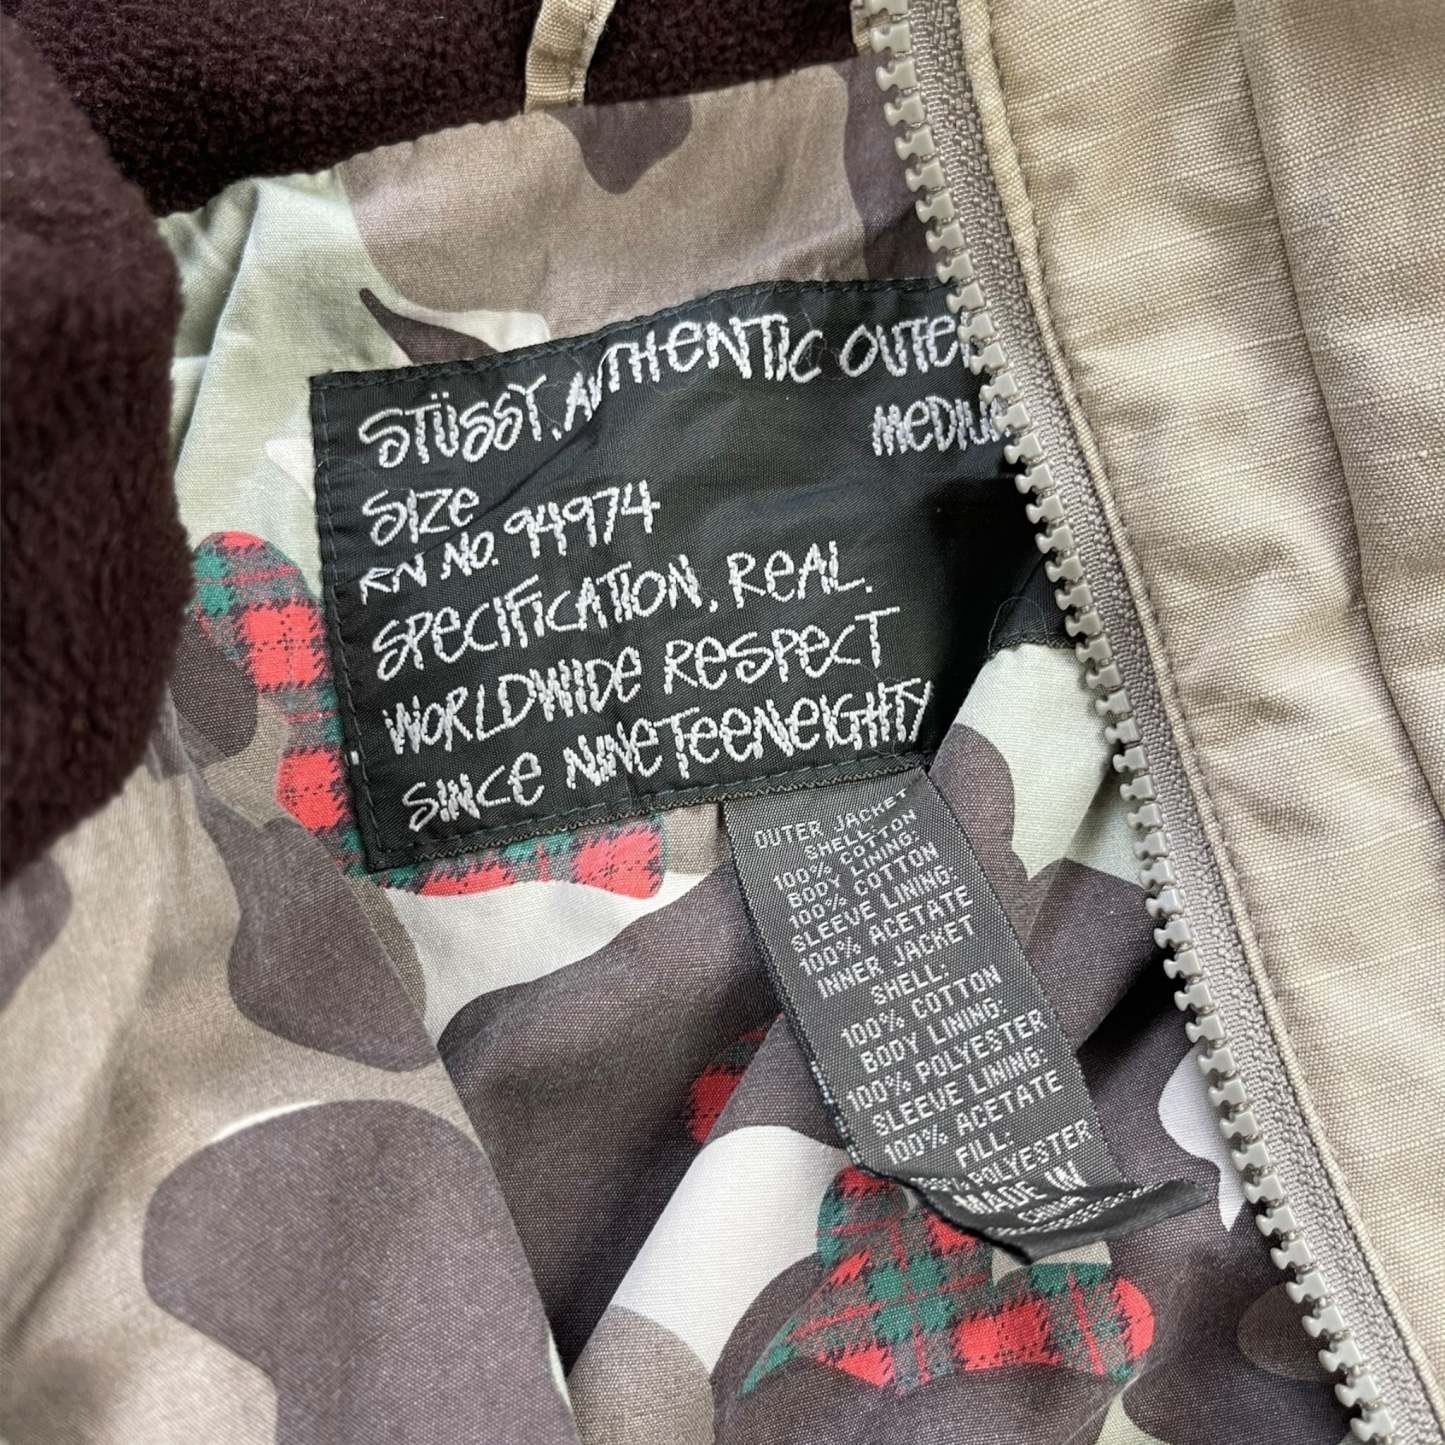 STÜSSY, AUTHENTIC OUTER
MEDIU
SIZE
RN NO. 94974
SPECIFICATION, REAL.
WORLDWIDE RESPECT
SINCE NINETEENEIGHTY
OUTER JACKET
SHELL:
100% COTTON
BODY LINING:
100% COTTON
SLEEVE LINING:
100% ACETATE
INNER JACKET
SHELL:
100% COTTON
BODY LINING:
100% POLYESTER
SLEEVE LINING:
100% ACETATE
FILL:
POLYESTER
MADE IN
CHINA